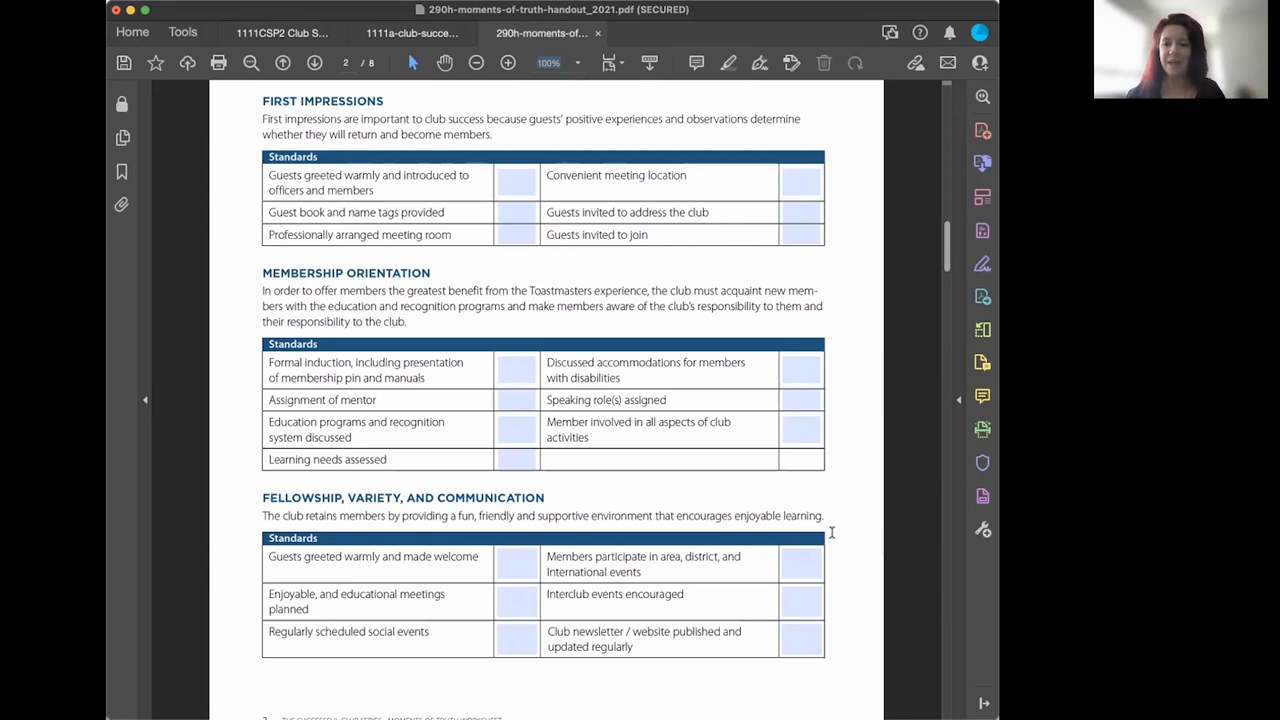 290h-moments-of-truth-handout_2021.pdf (SECURED)
Home Tools 1111CSP2 Club S... 1111a-club-succe... 290h-moments-of... ×
2 / 8 100%
FIRST IMPRESSIONS
First impressions are important to club success because guests' positive experiences and observations determine
whether they will return and become members.
Standards
Guests greeted warmly and introduced to
officers and members
Convenient meeting location
Guest book and name tags provided
Guests invited to address the club
Professionally arranged meeting room
Guests invited to join
MEMBERSHIP ORIENTATION
In order to offer members the greatest benefit from the Toastmasters experience, the club must acquaint new mem-
bers with the education and recognition programs and make members aware of the club's responsibility to them and
their responsibility to the club.
Standards
Formal induction, including presentation
of membership pin and manuals
Discussed accommodations for members
with disabilities
Assignment of mentor
Speaking role(s) assigned
Education programs and recognition
system discussed
Member involved in all aspects of club
activities
Learning needs assessed
FELLOWSHIP, VARIETY, AND COMMUNICATION
The club retains members by providing a fun, friendly and supportive environment that encourages enjoyable learning.
Standards
Guests greeted warmly and made welcome
Members participate in area, district, and
International events
Enjoyable, and educational meetings
planned
Interclub events encouraged
Regularly scheduled social events
Club newsletter / website published and
updated regularly